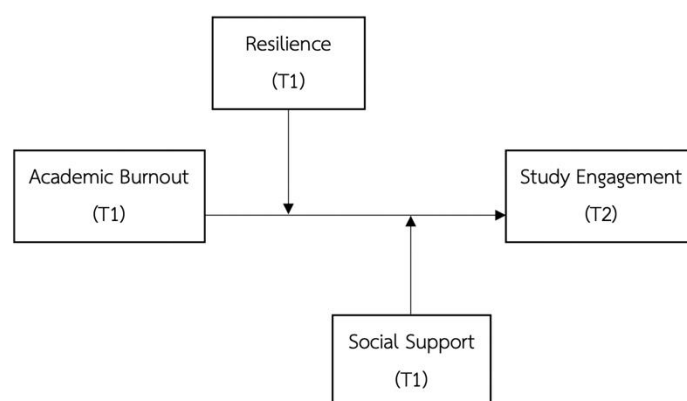 Resilience
(T1)
Academic Burnout
(T1)
Study Engagement
(T2)
Social Support
(T1)